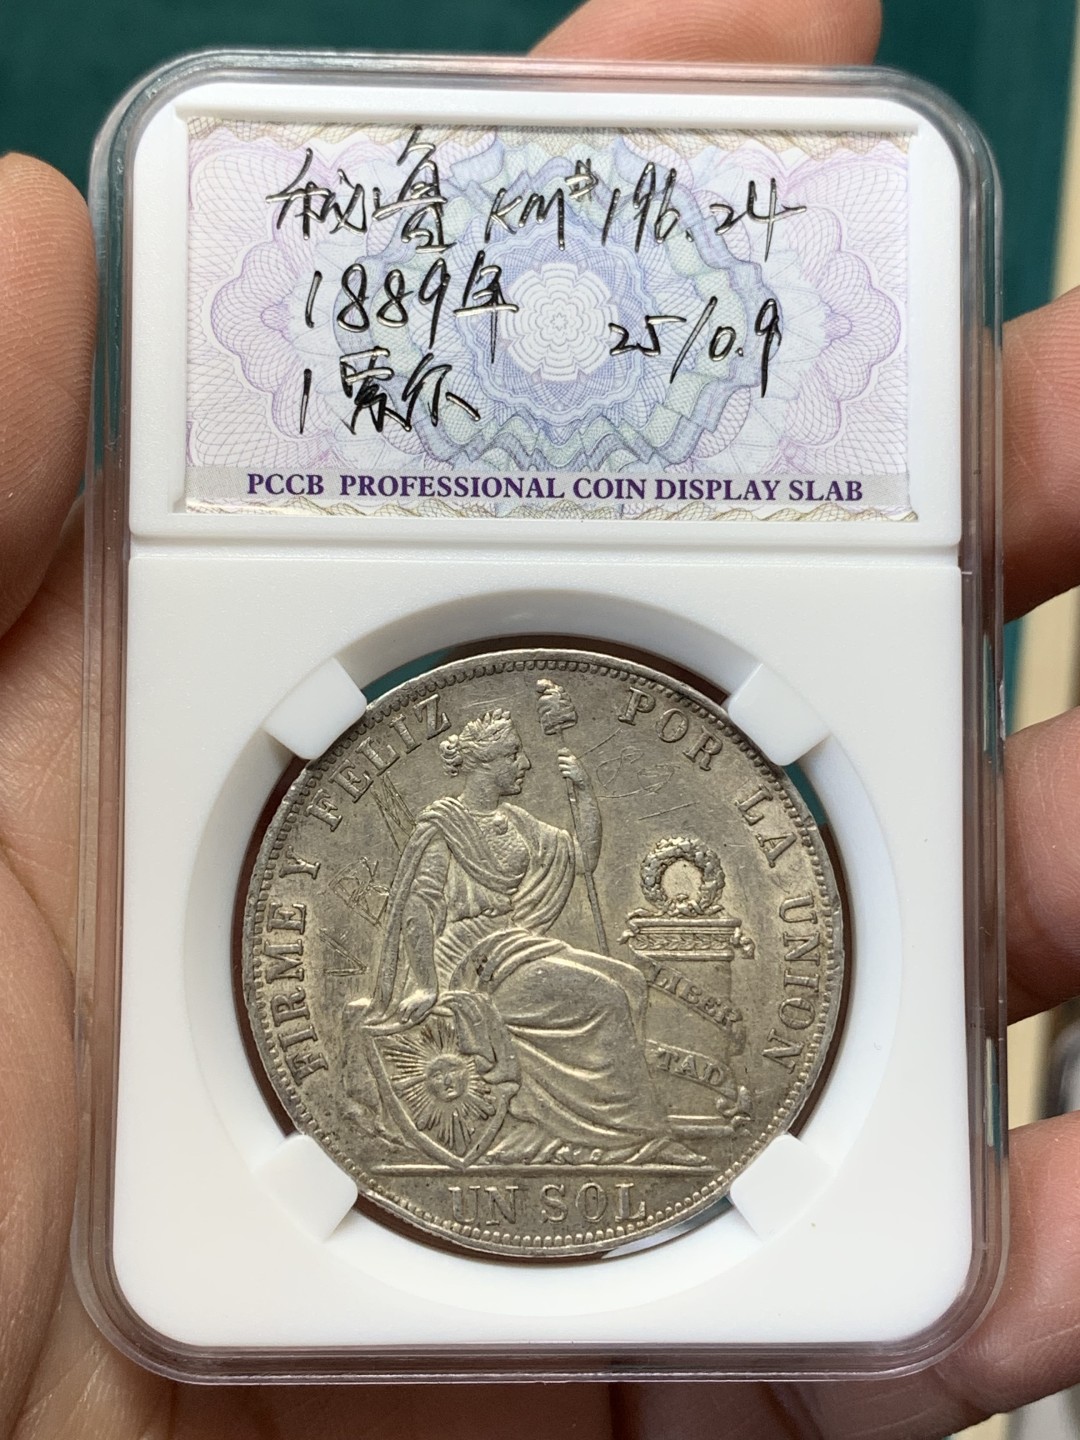 秘鲁 KM#196.24
1889年 25/0.9
1索尔
PCCB PROFESSIONAL COIN DISPLAY SLAB
FIRME Y FELIZ POR LA UNION
LIBER
TAD
UN SOL